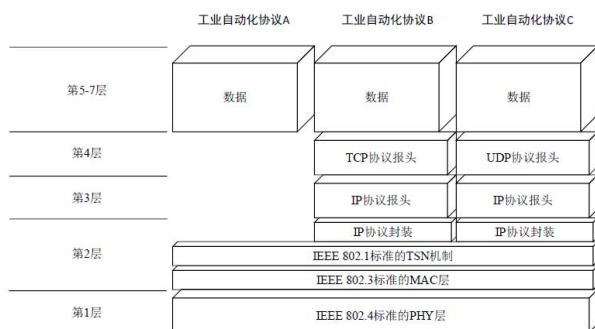 工业自动化协议A 工业自动化协议B 工业自动化协议C
第5-7层 数据 数据 数据
第4层 TCP协议报头 UDP协议报头
第3层 IP协议报头 IP协议报头
IP协议封装 IP协议封装
第2层 IEEE 802.1标准的TSN机制
IEEE 802.3标准的MAC层
第1层 IEEE 802.4标准的PHY层